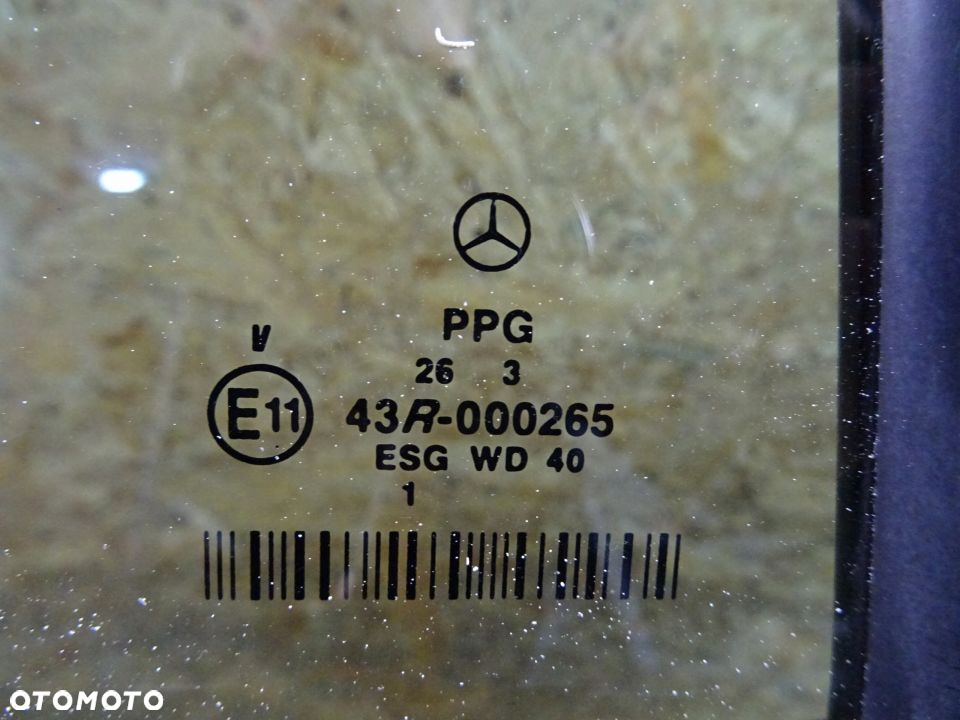 PPG
V
26 3
E11 43R-000265
ESG WD 40
1
OTOMOTO